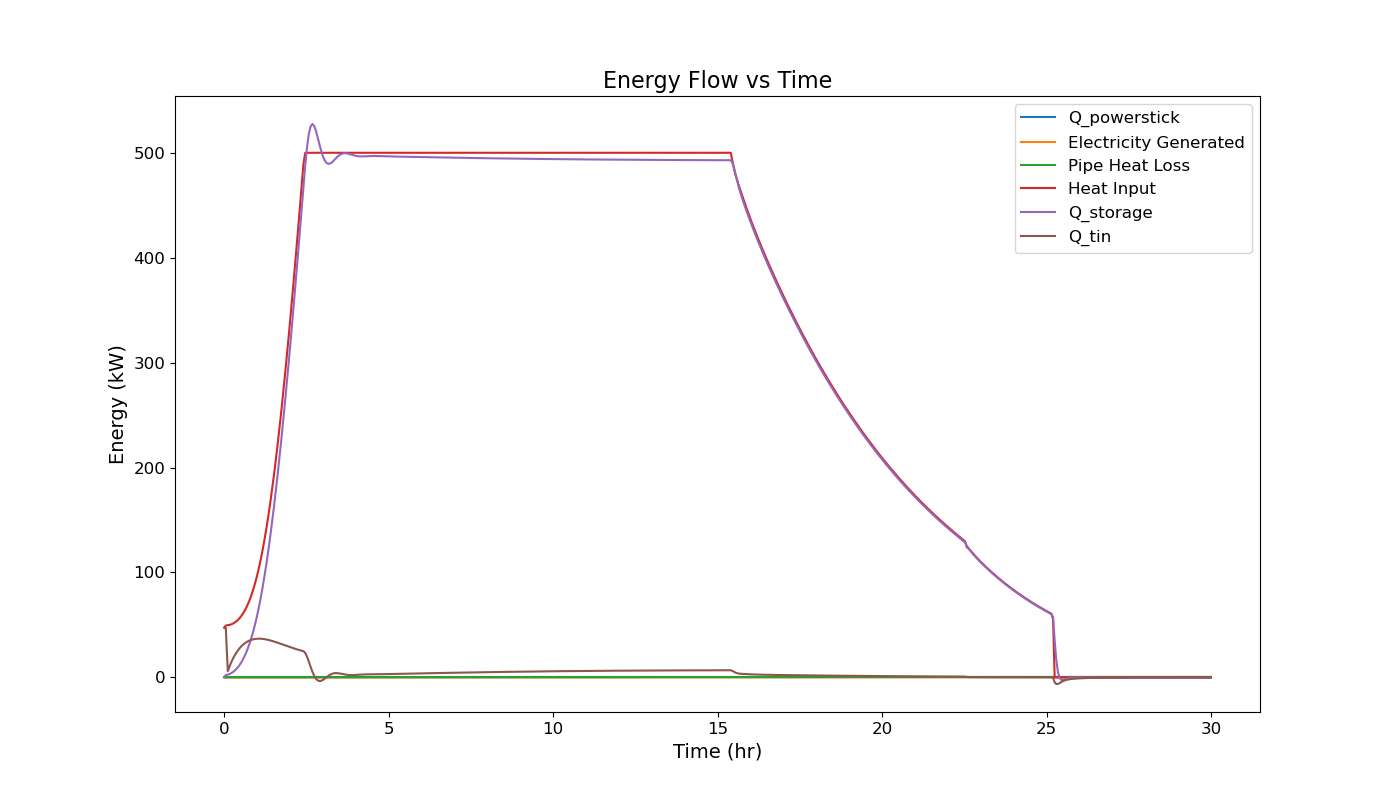 Energy Flow vs Time
Q_powerstick
Electricity Generated
Pipe Heat Loss
Heat Input
Q_storage
Q_tin
Energy (kW)
500
400
300
200
100
0
0 5 10 15 20 25 30
Time (hr)